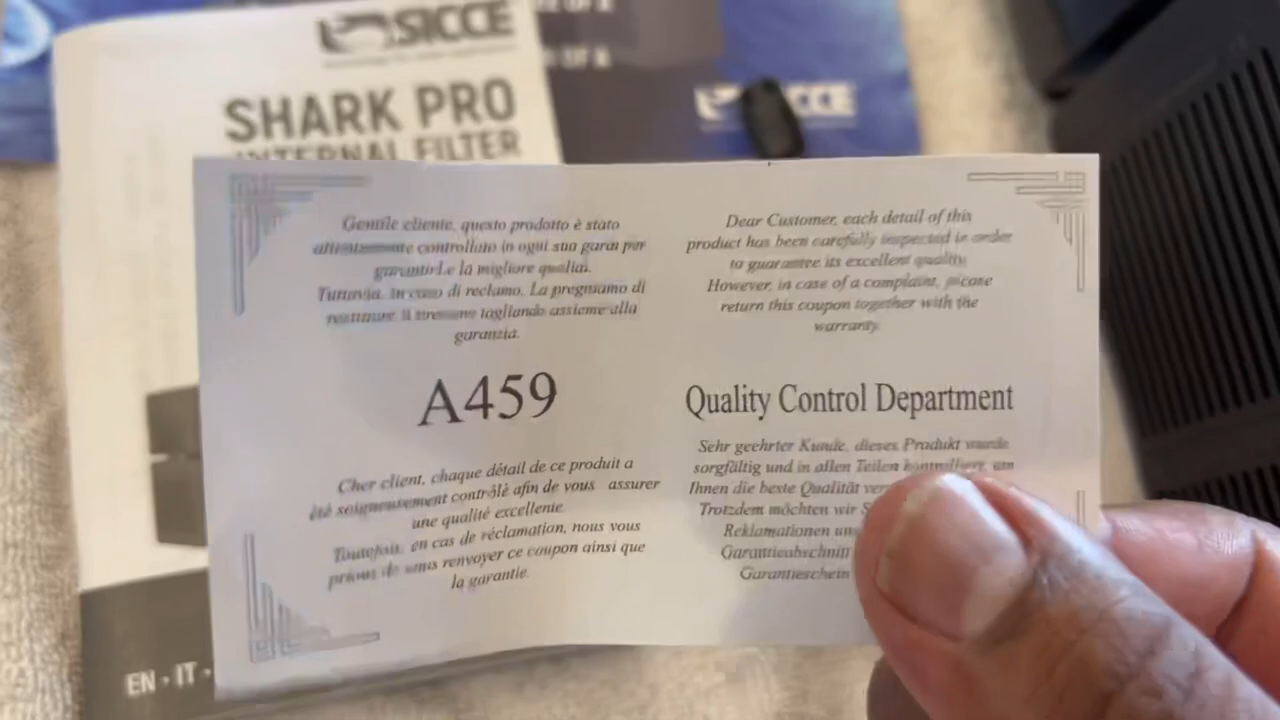 SICCE
SHARK PRO
INTERNAL FILTER
SICCE
Gentile cliente, questo prodotto è stato
controllato in ogni sua
garantirLe la migliore
Tuttavia, in caso di reclamo, La preghiamo di
il tagliando assieme alla
garanzia.
Dear Customer, each detail of this
product has been carefully inspected in order
to guarantee its excellent quality.
However, in case of a complaint, please
return this coupon together with the
warranty.
A459
Quality Control Department
Cher client, chaque détail de ce produit a
été soigneusement contrôlè afin de vous assurer
une qualité excellente.
Toutefois, en cas de réclamation, nous vous
prions de renvoyer ce coupon ainsi que
la garantie.
Sehr geehrter Kunde, dieses Produkt wurde
sorgfältig und in allen Teilen kontrolliert, um
Ihnen die beste Qualität
Trotzdem möchten wir
Reklamationen
Garantieschein
EN · IT ·